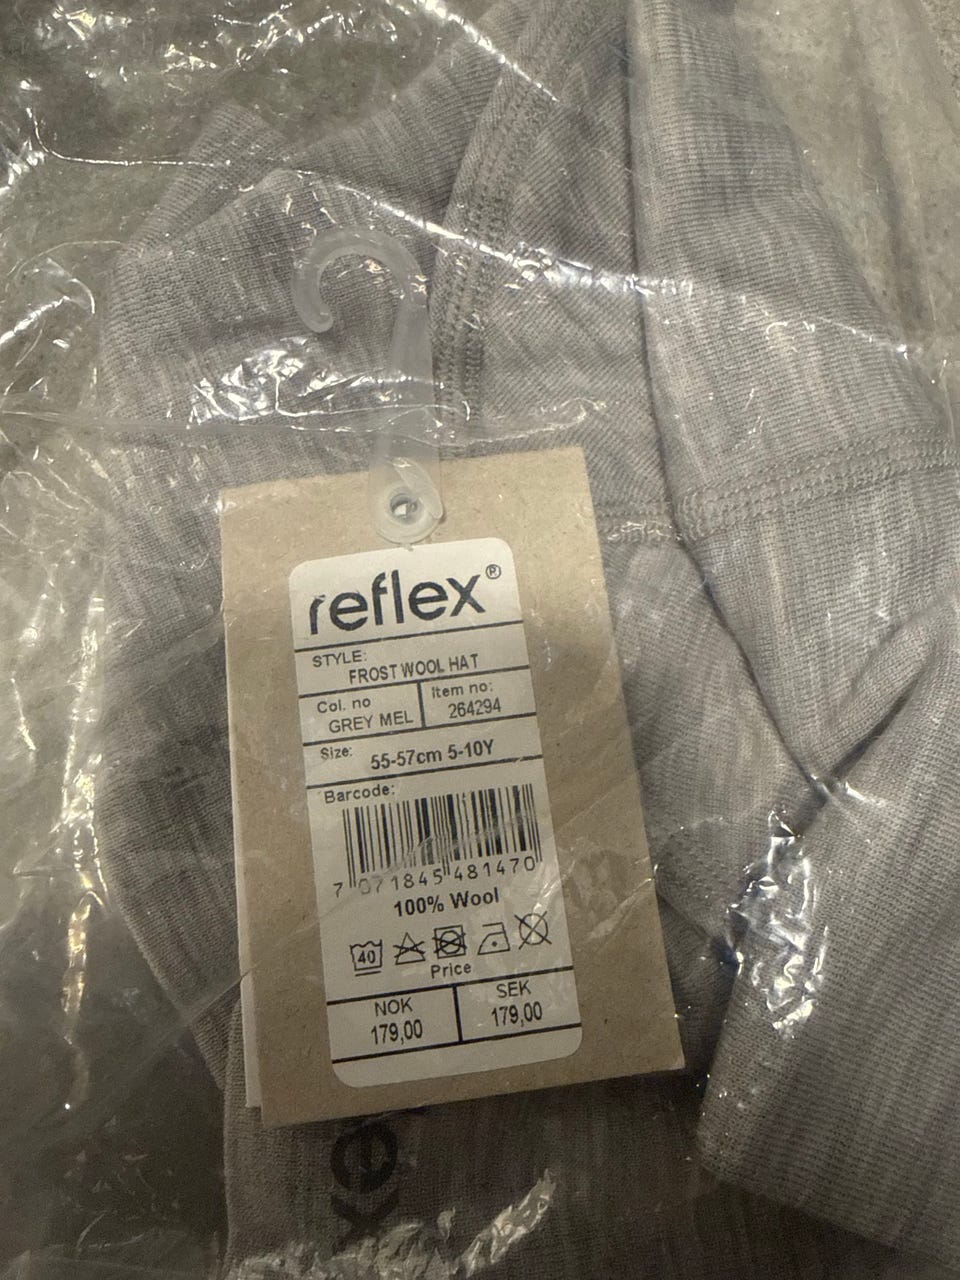 reflex®
STYLE:
FROST WOOL HAT
Col. no
GREY MEL
Item no:
264294
Size: 55-57cm 5-10Y
Barcode:
7 071845 481470
100% Wool
40
Price
NOK
179,00
SEK
179,00